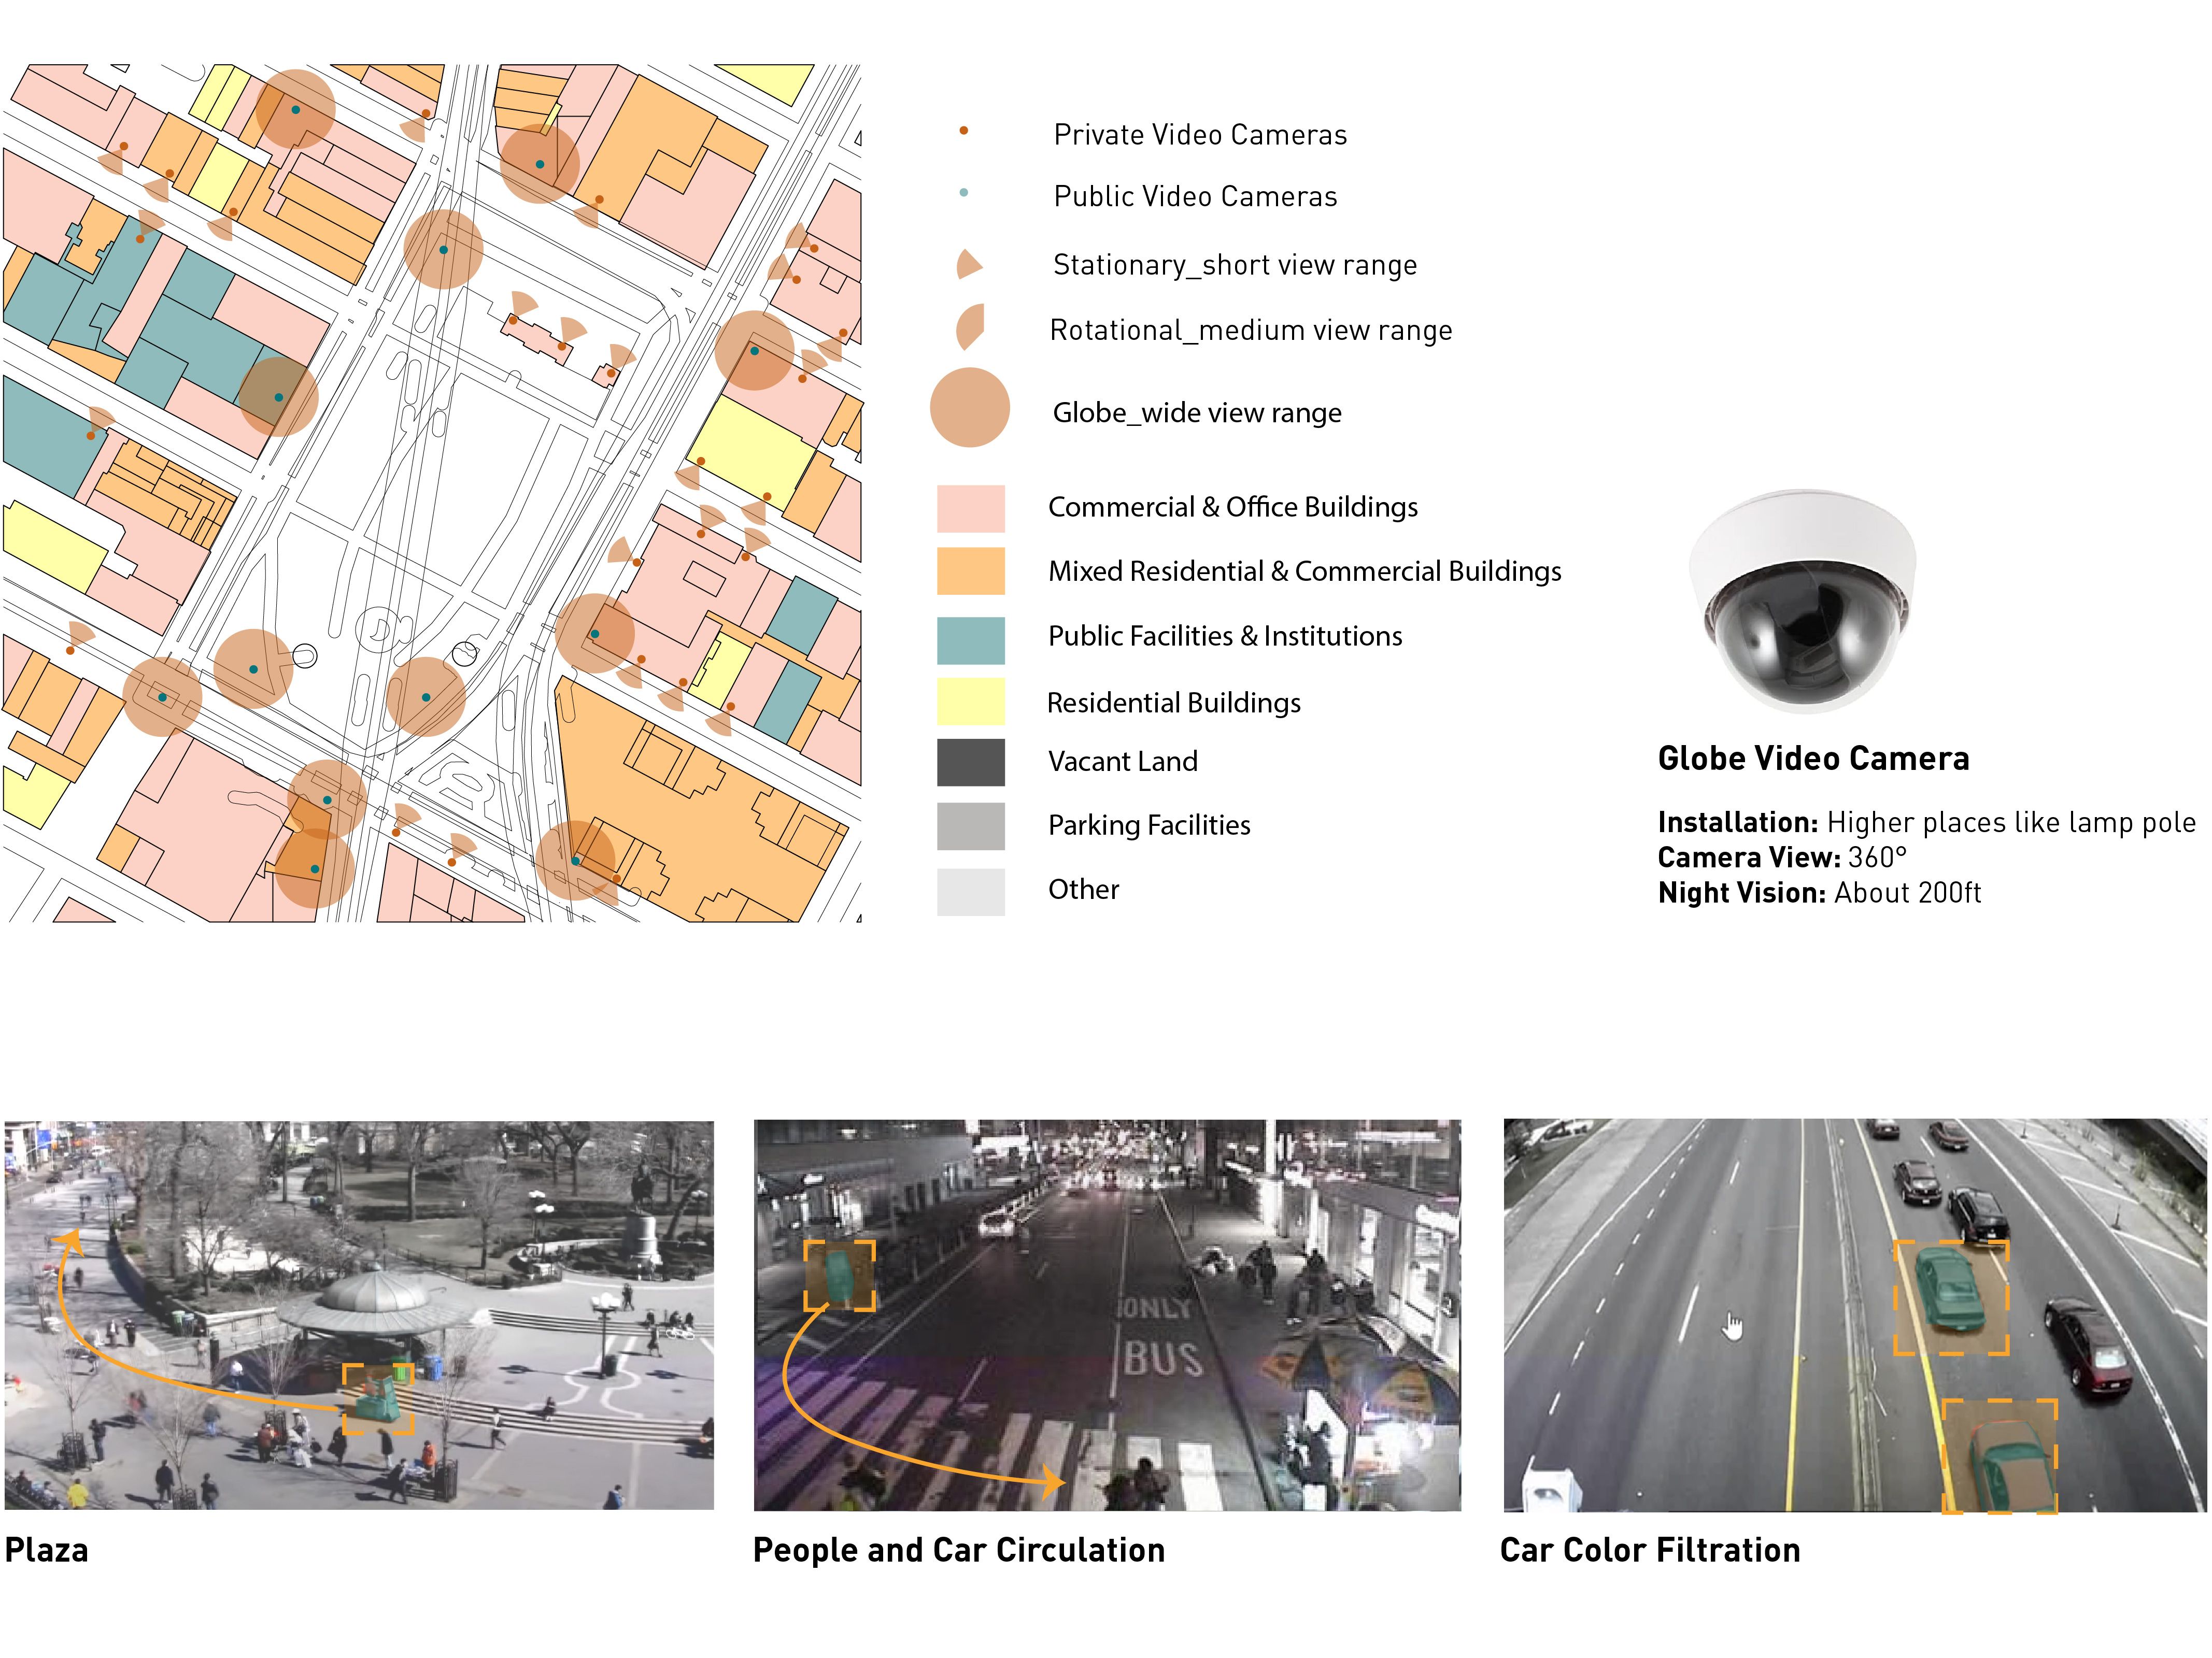 Private Video Cameras
Public Video Cameras
Stationary_short view range
Rotational_medium view range
Globe_wide view range
Commercial & Office Buildings
Mixed Residential & Commercial Buildings
Public Facilities & Institutions
Residential Buildings
Vacant Land
Parking Facilities
Other
Globe Video Camera
Installation: Higher places like lamp pole
Camera View: 360°
Night Vision: About 200ft
ONLY
BUS
Plaza
People and Car Circulation
Car Color Filtration